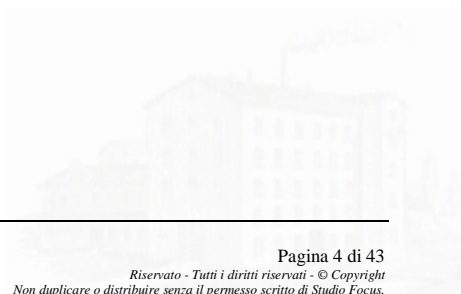 Pagina 4 di 43
Riservato - Tutti i diritti riservati - © Copyright
Non duplicare o distribuire senza il permesso scritto di Studio Focus.